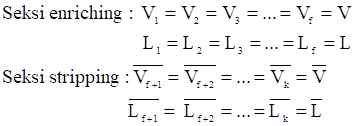 Seksi enriching : V₁ = V₂ = V₃ = ... = V_f = V
L₁ = L₂ = L₃ = ... = L_f = L
Seksi stripping : V̅_{f+1} = V̅_{f+2} = ... = V̅_k = V̅
L̅_{f+1} = L̅_{f+2} = ... = L̅_k = L̅